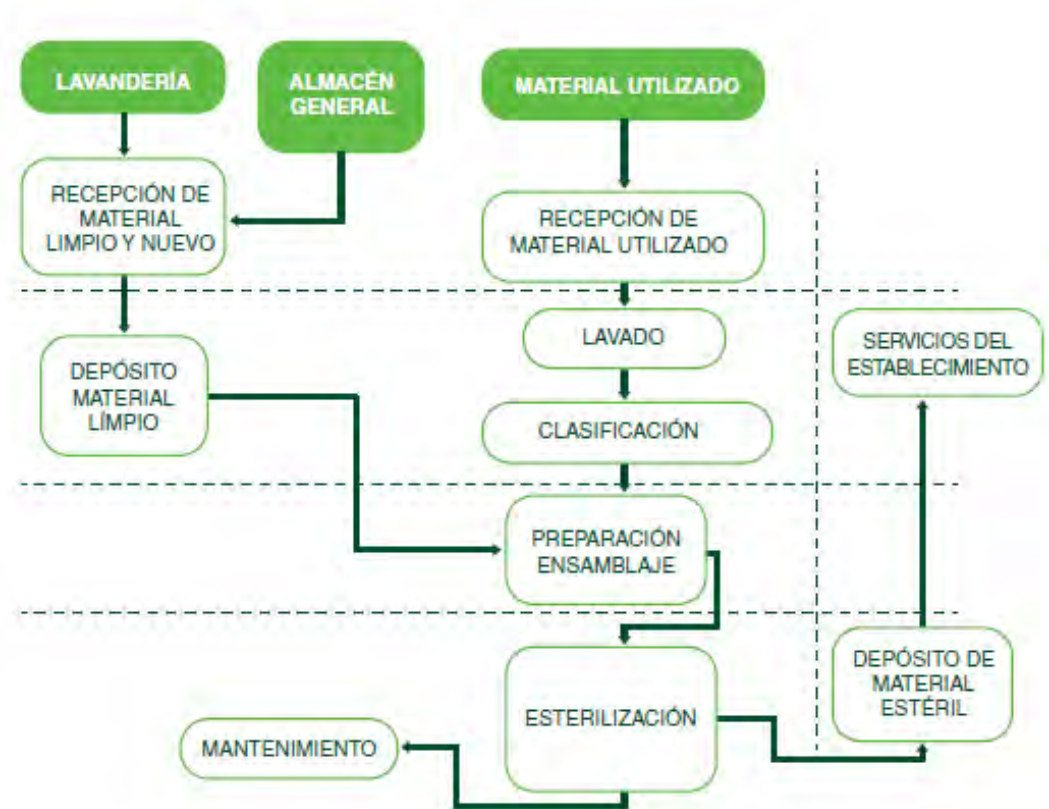 LAVANDERÍA
ALMACÉN
GENERAL
MATERIAL UTILIZADO
RECEPCIÓN DE
MATERIAL
LIMPIO Y NUEVO
RECEPCIÓN DE
MATERIAL UTILIZADO
DEPÓSITO
MATERIAL
LÍMPIO
LAVADO
SERVICIOS DEL
ESTABLECIMIENTO
CLASIFICACIÓN
PREPARACIÓN
ENSAMBLAJE
ESTERILIZACIÓN
DEPÓSITO DE
MATERIAL
ESTÉRIL
MANTENIMIENTO